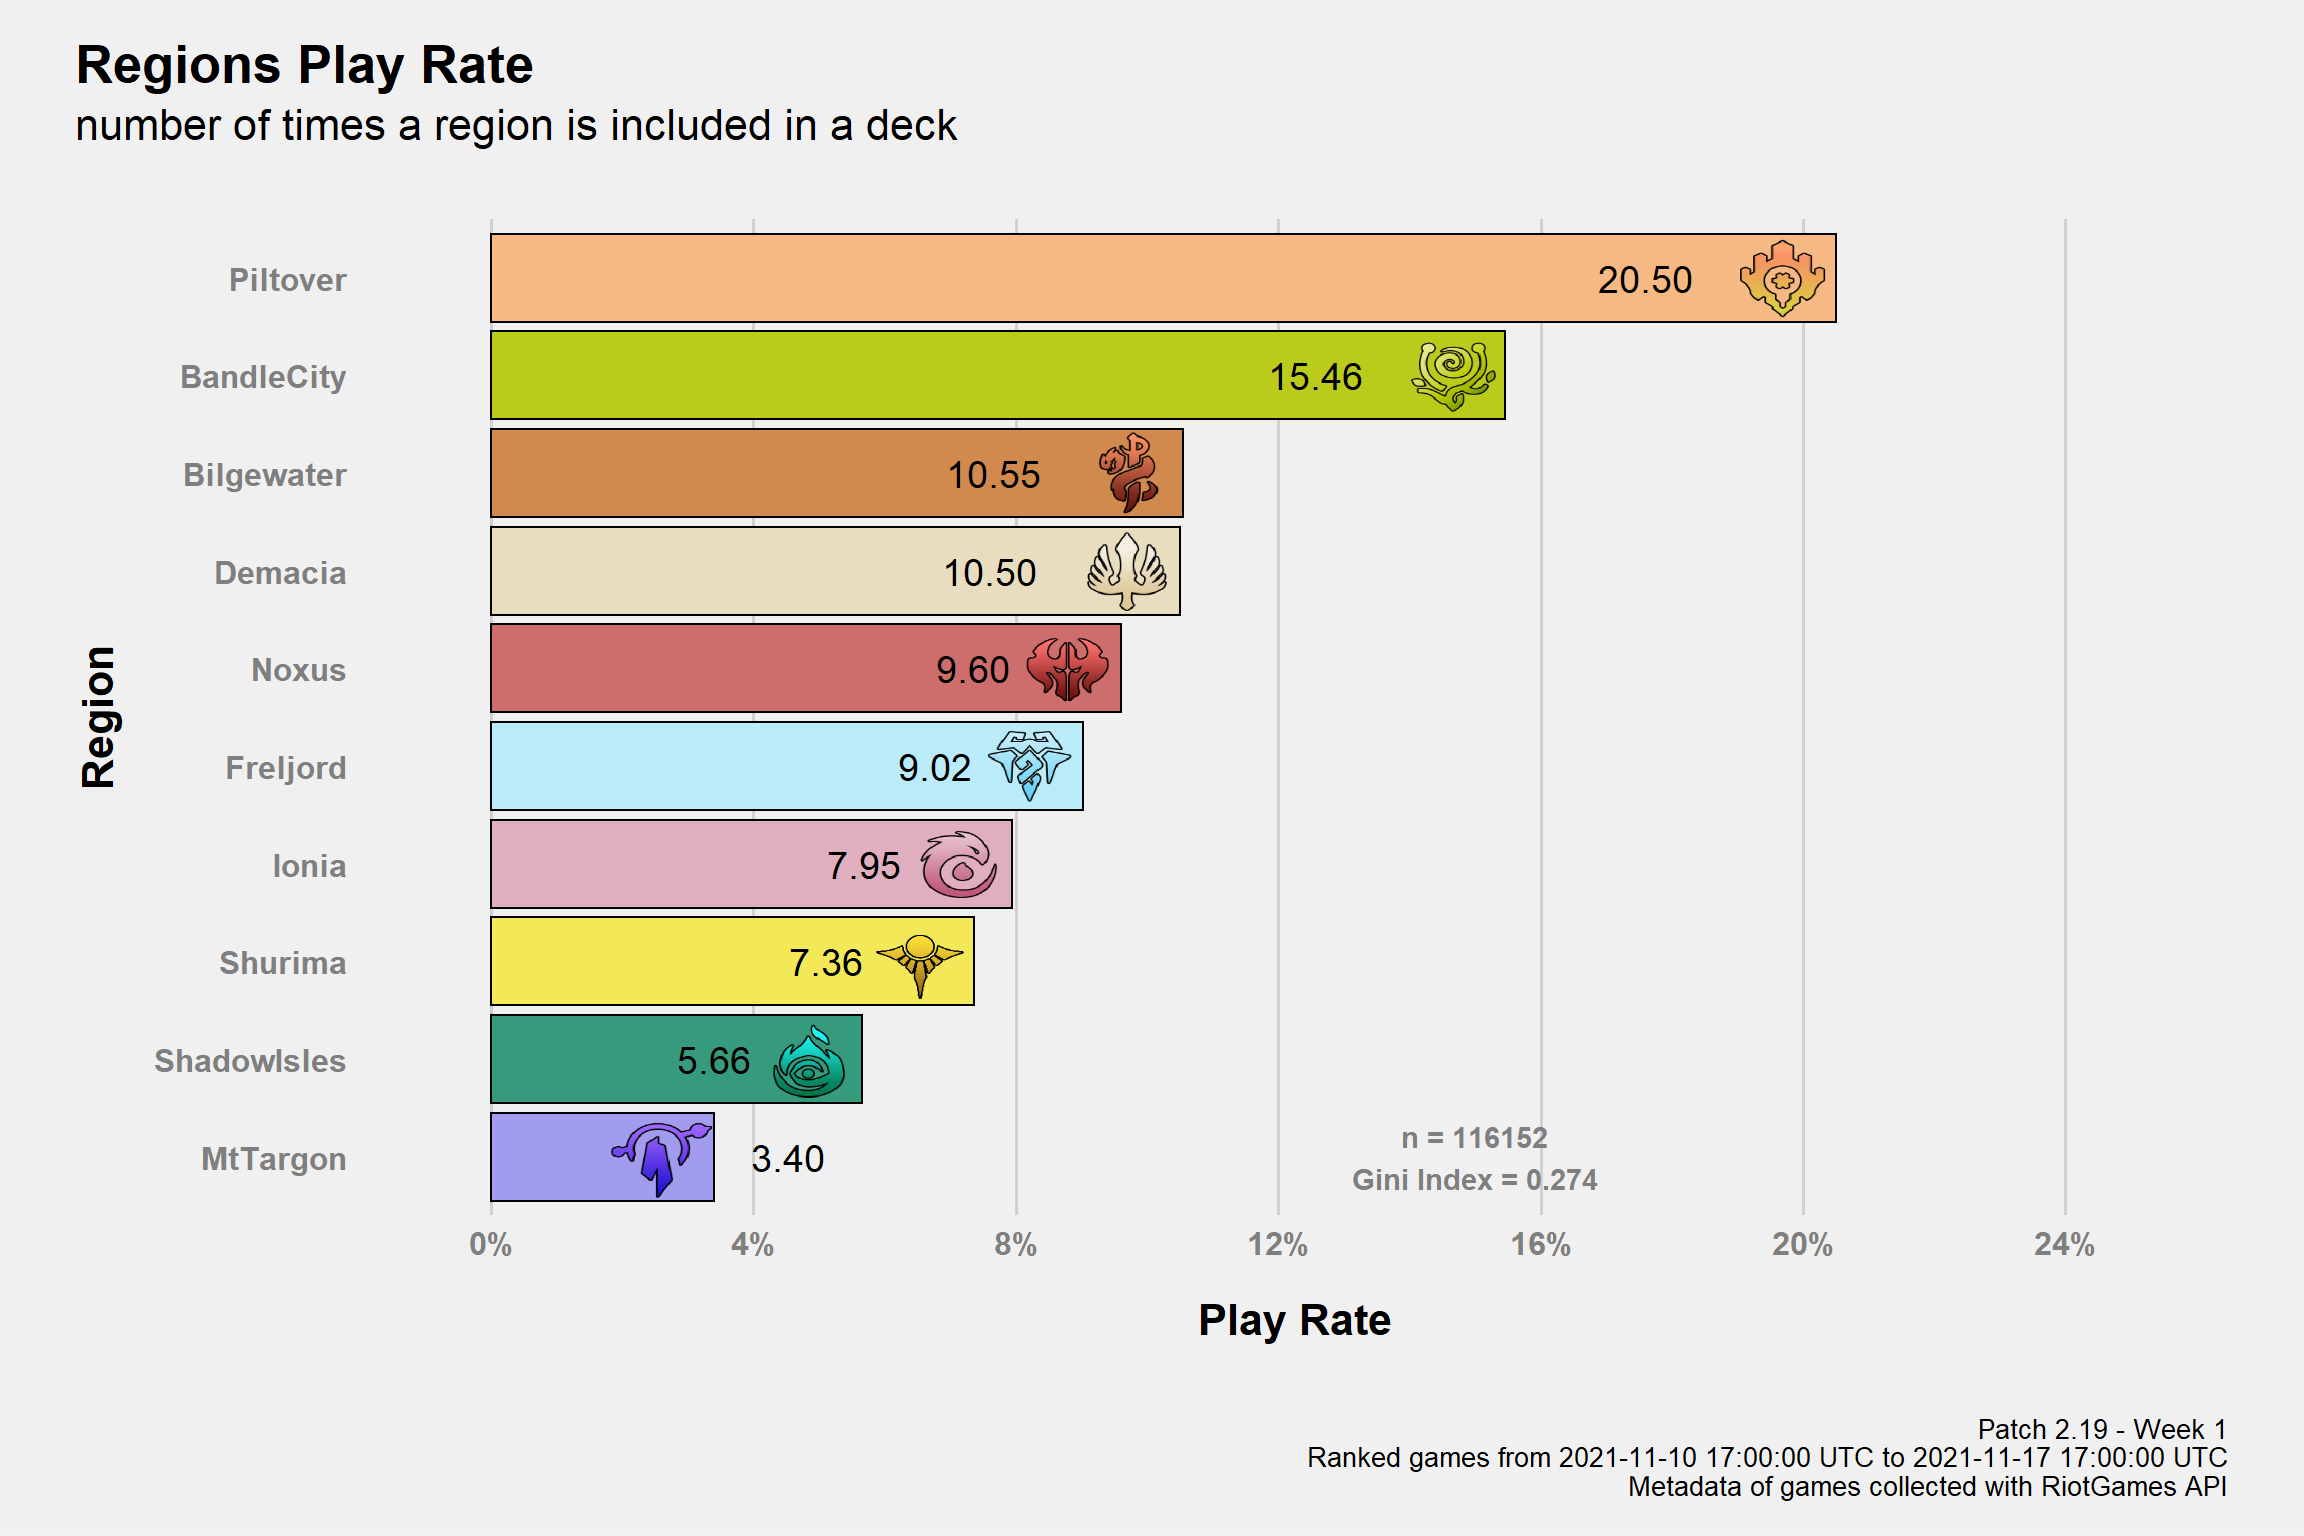 Regions Play Rate
number of times a region is included in a deck
Region
Piltover 20.50
BandleCity 15.46
Bilgewater 10.55
Demacia 10.50
Noxus 9.60
Freljord 9.02
Ionia 7.95
Shurima 7.36
ShadowIsles 5.66
MtTargon 3.40
n = 116152
Gini Index = 0.274
0% 4% 8% 12% 16% 20% 24%
Play Rate
Patch 2.19 - Week 1
Ranked games from 2021-11-10 17:00:00 UTC to 2021-11-17 17:00:00 UTC
Metadata of games collected with RiotGames API